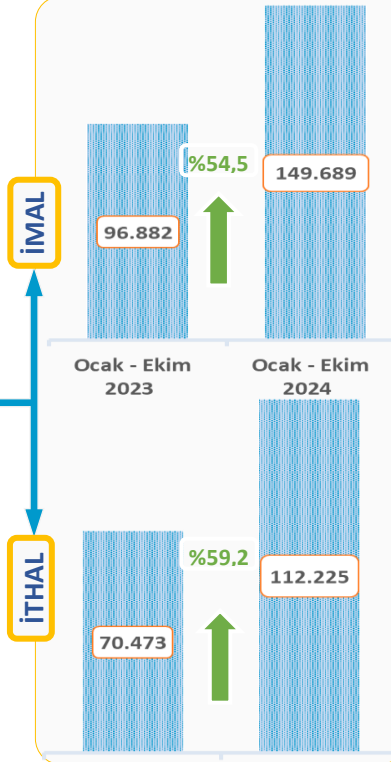 İMAL
%54,5
96.882
149.689
Ocak - Ekim
2023
Ocak - Ekim
2024
İTHAL
%59,2
70.473
112.225